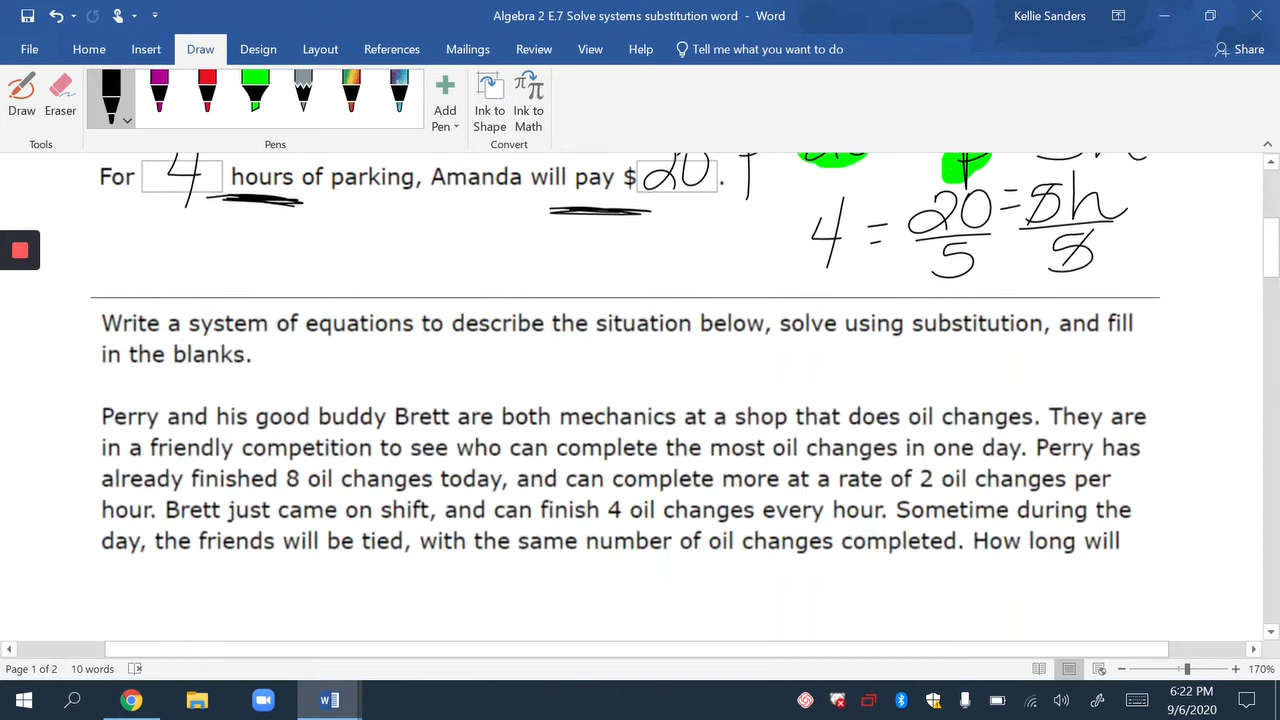 Algebra 2 E.7 Solve systems substitution word - Word
Kellie Sanders
File Home Insert Draw Design Layout References Mailings Review View Help Tell me what you want to do Share
Draw Eraser Add Pen Ink to Shape Ink to Math
Tools Pens Convert
For 4 hours of parking, Amanda will pay $20.
4 = 20/5 = 5h/5
Write a system of equations to describe the situation below, solve using substitution, and fill
in the blanks.
Perry and his good buddy Brett are both mechanics at a shop that does oil changes. They are
in a friendly competition to see who can complete the most oil changes in one day. Perry has
already finished 8 oil changes today, and can complete more at a rate of 2 oil changes per
hour. Brett just came on shift, and can finish 4 oil changes every hour. Sometime during the
day, the friends will be tied, with the same number of oil changes completed. How long will
Page 1 of 2 10 words 170%
6:22 PM
9/6/2020